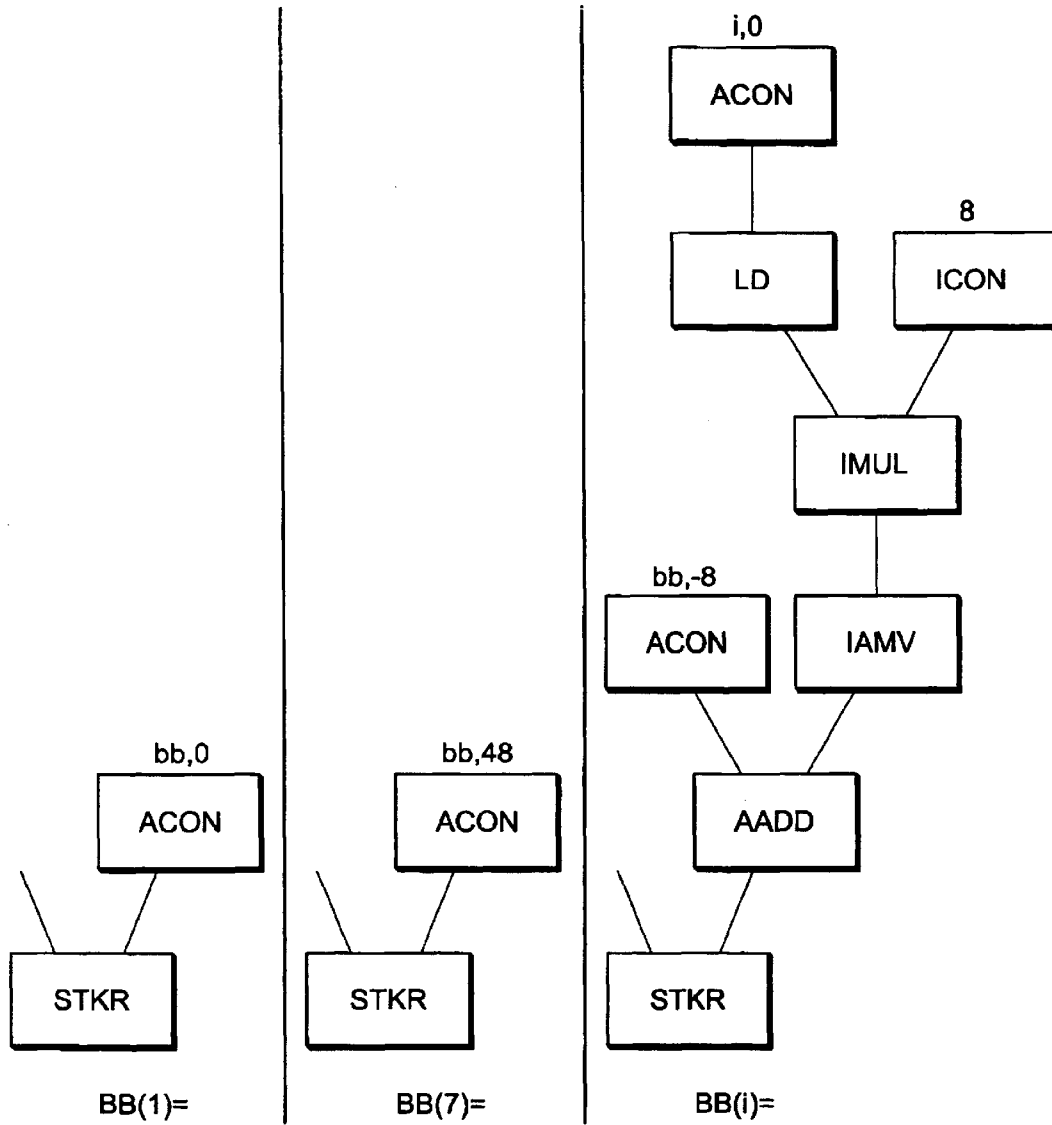 i,0
ACON
8
LD
ICON
IMUL
bb,-8
ACON
IAMV
bb,0
bb,48
ACON
ACON
AADD
STKR
STKR
STKR
BB(1)=
BB(7)=
BB(i)=